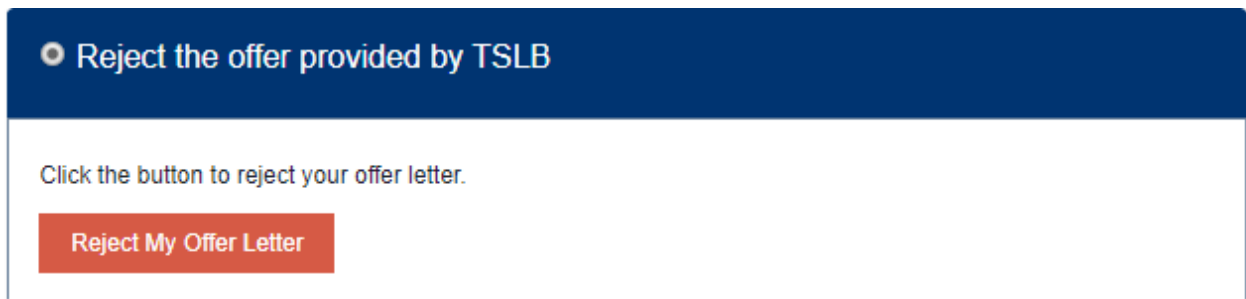 Reject the offer provided by TSLB
Click the button to reject your offer letter.
Reject My Offer Letter